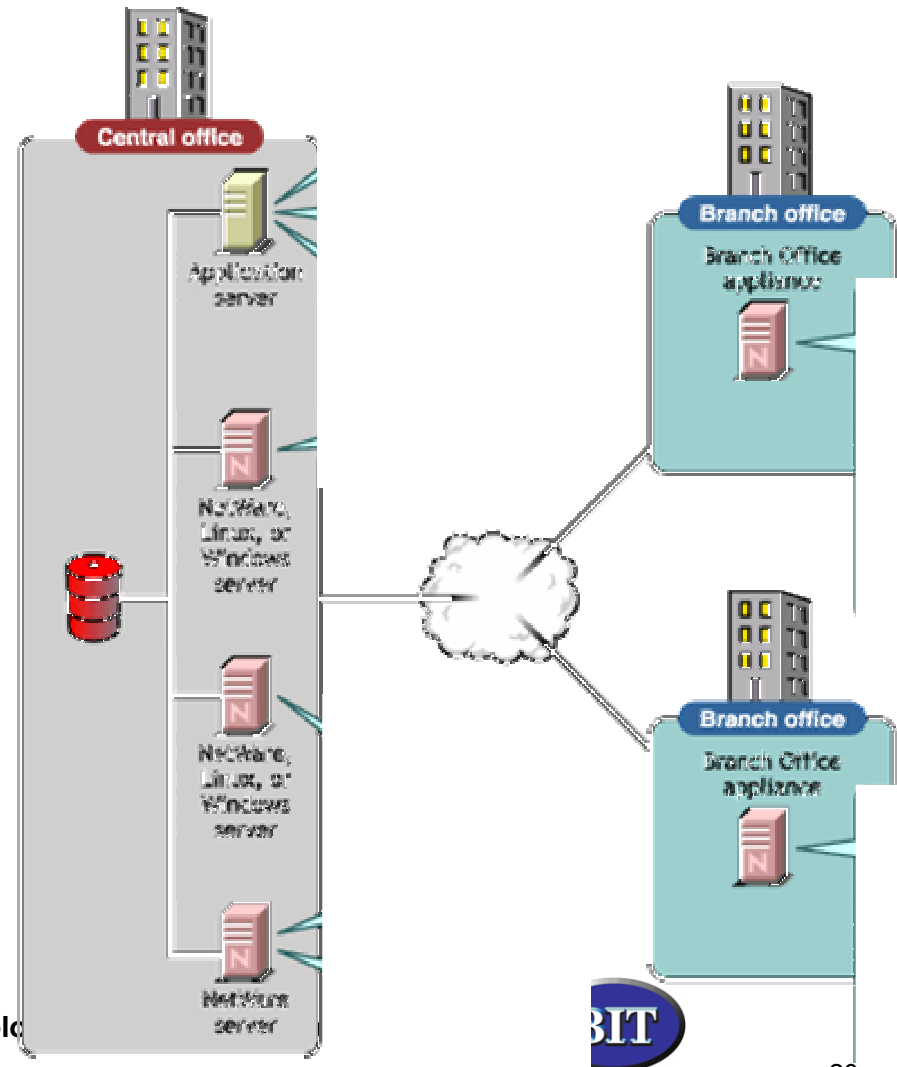 Central office
Application
server
NetWare,
Linux, or
Windows
server
NetWare,
Linux, or
Windows
server
NetWare
server
Branch office
Branch Office
appliance
Branch office
Branch Office
appliance
N
N
N
N
N
BIT